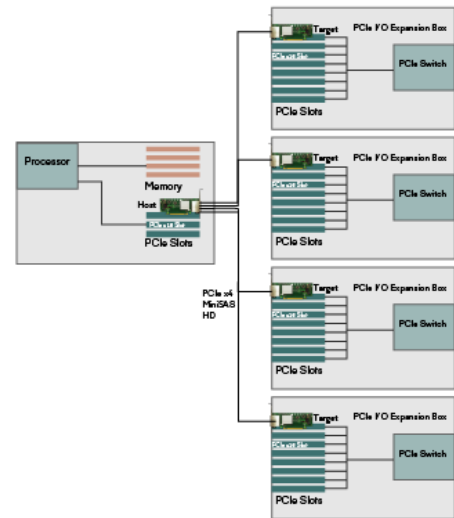 Target
PCIe I/O Expansion Box
PCIe Switch
PCIe Slots
Target
PCIe I/O Expansion Box
PCIe Switch
PCIe Slots
Processor
Memory
Host
PCIe Slots
PCIe x4
MiniSAS
HD
Target
PCIe I/O Expansion Box
PCIe Switch
PCIe Slots
Target
PCIe I/O Expansion Box
PCIe Switch
PCIe Slots